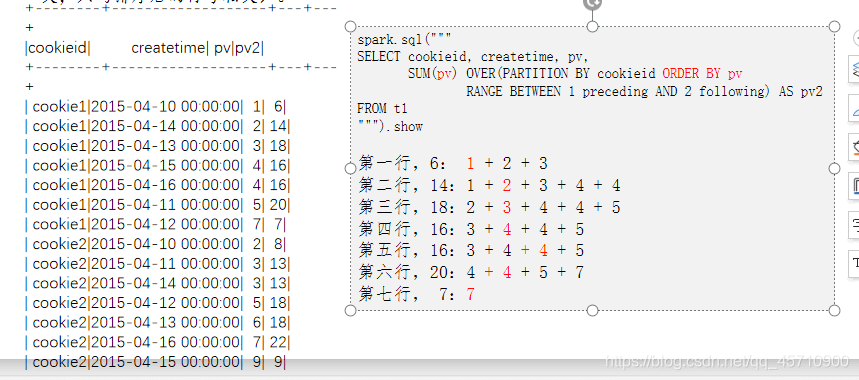 +--------+-------------------+---+---
+
|cookieid|         createtime| pv|pv2|
+--------+-------------------+---+---
+
| cookie1|2015-04-10 00:00:00|  1|  6|
| cookie1|2015-04-14 00:00:00|  2| 14|
| cookie1|2015-04-13 00:00:00|  3| 18|
| cookie1|2015-04-15 00:00:00|  4| 16|
| cookie1|2015-04-16 00:00:00|  4| 16|
| cookie1|2015-04-11 00:00:00|  5| 20|
| cookie1|2015-04-12 00:00:00|  7|  7|
| cookie2|2015-04-10 00:00:00|  2|  8|
| cookie2|2015-04-11 00:00:00|  3| 13|
| cookie2|2015-04-14 00:00:00|  3| 13|
| cookie2|2015-04-12 00:00:00|  5| 18|
| cookie2|2015-04-13 00:00:00|  6| 18|
| cookie2|2015-04-16 00:00:00|  7| 22|
| cookie2|2015-04-15 00:00:00|  9|  9|
spark.sql("""
SELECT cookieid, createtime, pv,
SUM(pv) OVER(PARTITION BY cookieid ORDER BY pv
RANGE BETWEEN 1 preceding AND 2 following) AS pv2
FROM t1
""").show
第一行，6： 1 + 2 + 3
第二行，14：1 + 2 + 3 + 4 + 4
第三行，18：2 + 3 + 4 + 4 + 5
第四行，16：3 + 4 + 4 + 5
第五行，16：3 + 4 + 4 + 5
第六行，20：4 + 4 + 5 + 7
第七行， 7：7
https://blog.csdn.net/qq_45710900